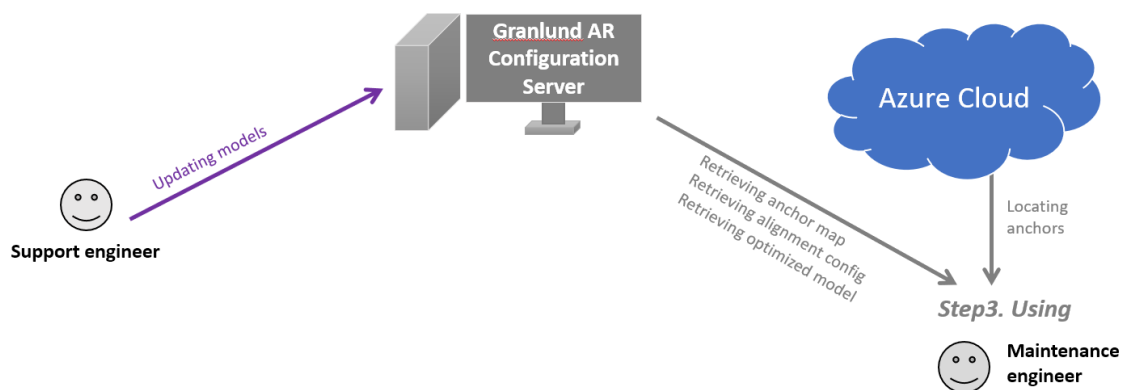 Granlund AR
Configuration
Server
Azure Cloud
Updating models
Support engineer
Retrieving anchor map
Retrieving alignment config
Retrieving optimized model
Locating
anchors
Step3. Using
Maintenance
engineer